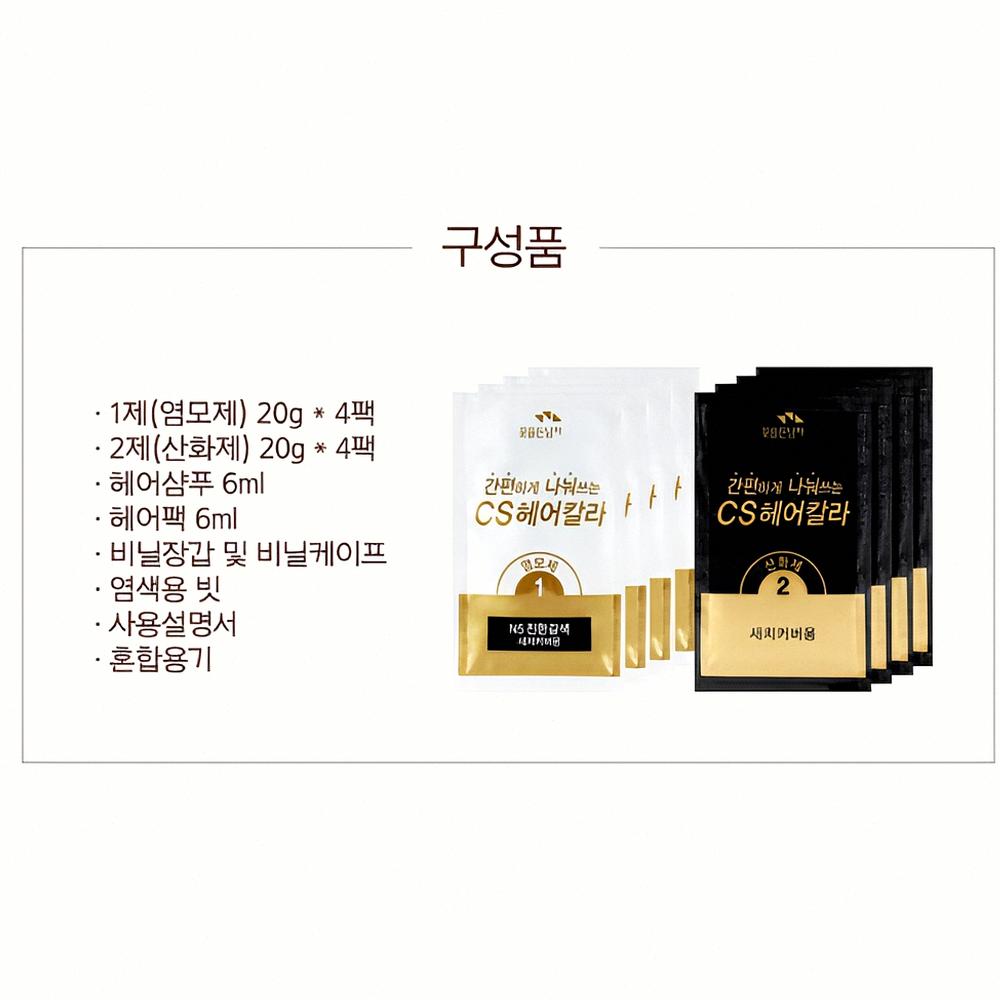 구성품
· 1제(염모제) 20g * 4팩
· 2제(산화제) 20g * 4팩
· 헤어샴푸 6ml
· 헤어팩 6ml
· 비닐장갑 및 비닐케이프
· 염색용 빗
· 사용설명서
· 혼합용기
간편하게 나눠쓰는
CS헤어칼라
염모제
1
N5 진한갈색
새치커버용
간편하게 나눠쓰는
CS헤어칼라
산화제
2
새치커버용